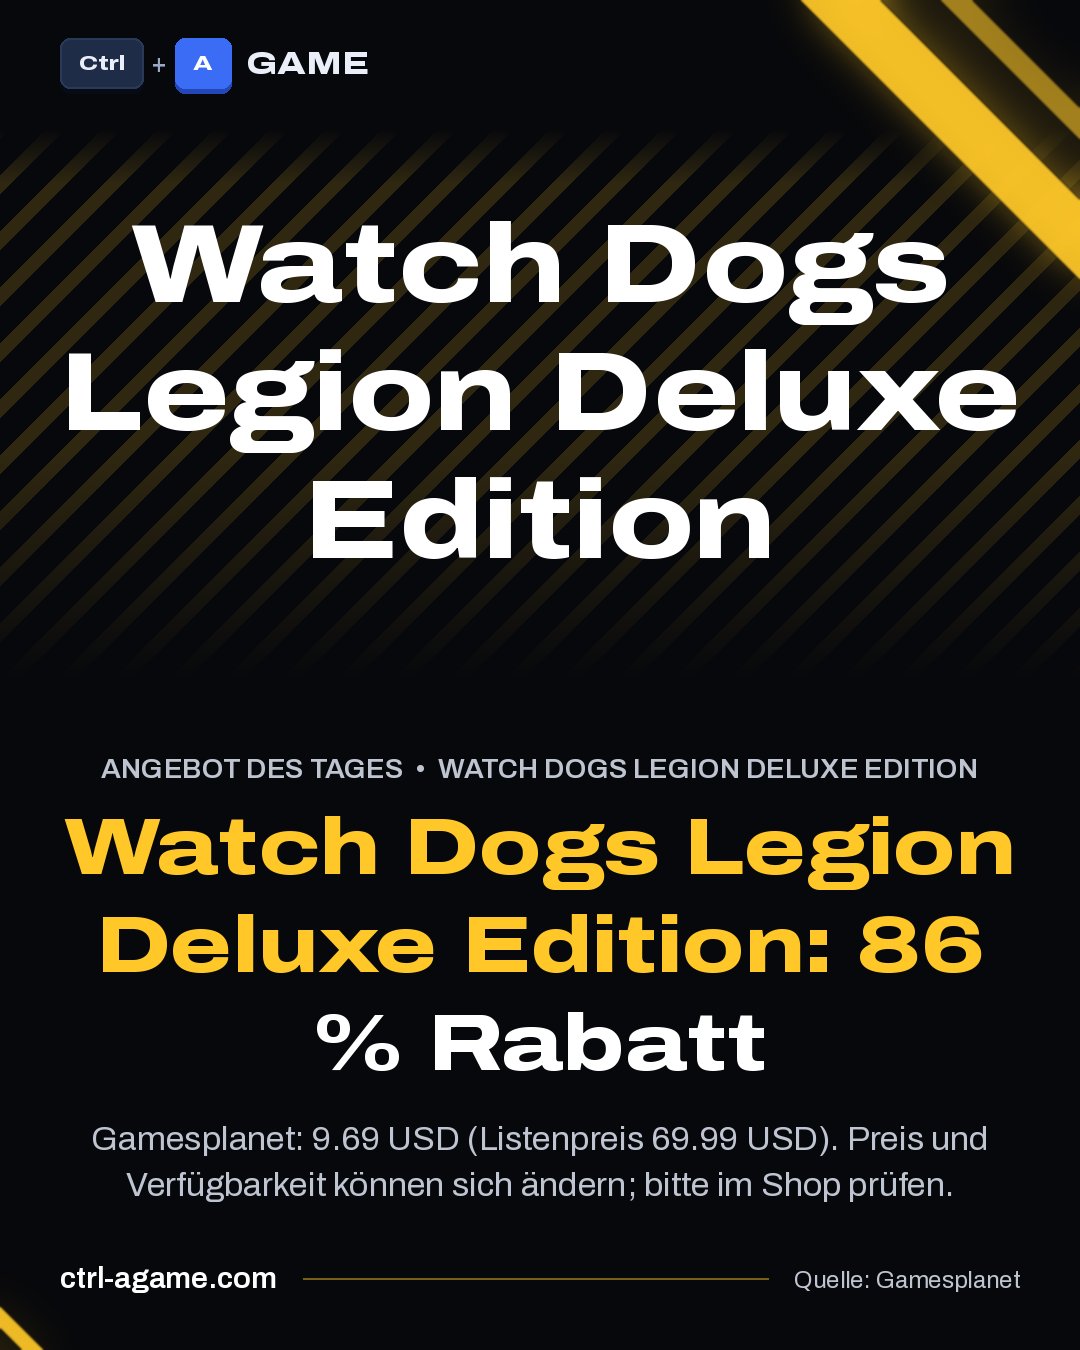 Ctrl + A GAME
Watch Dogs
Legion Deluxe
Edition
ANGEBOT DES TAGES • WATCH DOGS LEGION DELUXE EDITION
Watch Dogs Legion
Deluxe Edition: 86
% Rabatt
Gamesplanet: 9.69 USD (Listenpreis 69.99 USD). Preis und
Verfügbarkeit können sich ändern; bitte im Shop prüfen.
ctrl-agame.com
Quelle: Gamesplanet